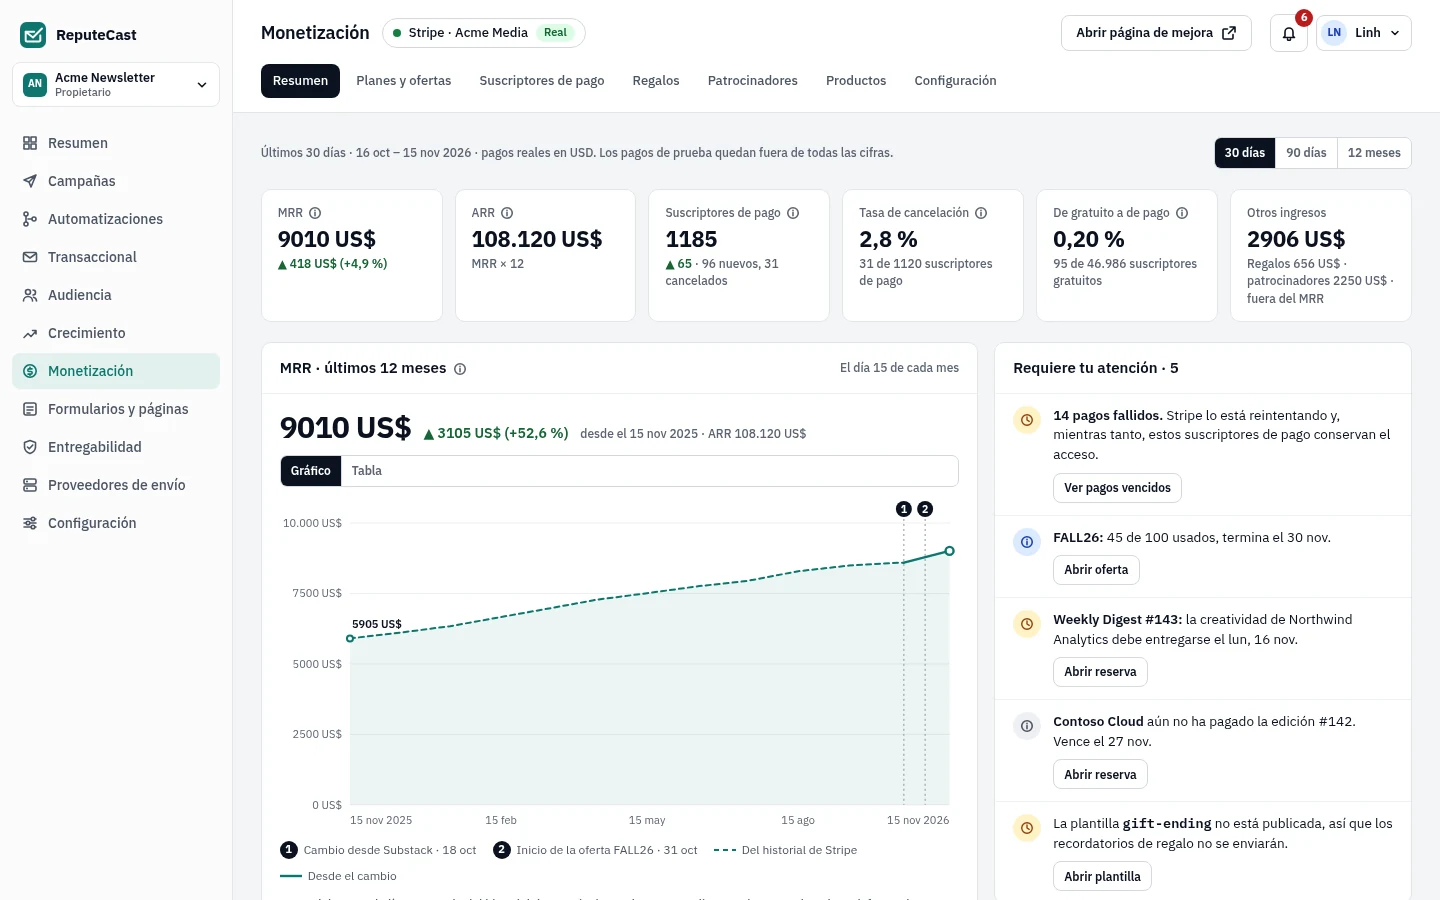 ReputeCast
AN
Acme Newsletter
Propietario
Resumen
Campañas
Automatizaciones
Transaccional
Audiencia
Crecimiento
Monetización
Formularios y páginas
Entregabilidad
Proveedores de envío
Configuración
Monetización
Stripe · Acme Media Real
Abrir página de mejora
6
LN Linh
Resumen
Planes y ofertas
Suscriptores de pago
Regalos
Patrocinadores
Productos
Configuración
Últimos 30 días · 16 oct – 15 nov 2026 · pagos reales en USD. Los pagos de prueba quedan fuera de todas las cifras.
30 días
90 días
12 meses
MRR
9010 US$
▲ 418 US$ (+4,9 %)
ARR
108.120 US$
MRR × 12
Suscriptores de pago
1185
▲ 65 · 96 nuevos, 31
cancelados
Tasa de cancelación
2,8 %
31 de 1120 suscriptores
de pago
De gratuito a de pago
0,20 %
95 de 46.986 suscriptores
gratuitos
Otros ingresos
2906 US$
Regalos 656 US$ ·
patrocinadores 2250 US$ ·
fuera del MRR
MRR · últimos 12 meses
El día 15 de cada mes
9010 US$ ▲ 3105 US$ (+52,6 %) desde el 15 nov 2025 · ARR 108.120 US$
Gráfico
Tabla
1 2
10.000 US$
7500 US$
5905 US$
5000 US$
2500 US$
0 US$
15 nov 2025
15 feb
15 may
15 ago
15 nov 2026
1 Cambio desde Substack · 18 oct
2 Inicio de la oferta FALL26 · 31 oct
Del historial de Stripe
Desde el cambio
Requiere tu atención · 5
14 pagos fallidos. Stripe lo está reintentando y,
mientras tanto, estos suscriptores de pago conservan el
acceso.
Ver pagos vencidos
FALL26: 45 de 100 usados, termina el 30 nov.
Abrir oferta
Weekly Digest #143: la creatividad de Northwind
Analytics debe entregarse el lun, 16 nov.
Abrir reserva
Contoso Cloud aún no ha pagado la edición #142.
Vence el 27 nov.
Abrir reserva
La plantilla gift-ending no está publicada, así que los
recordatorios de regalo no se enviarán.
Abrir plantilla